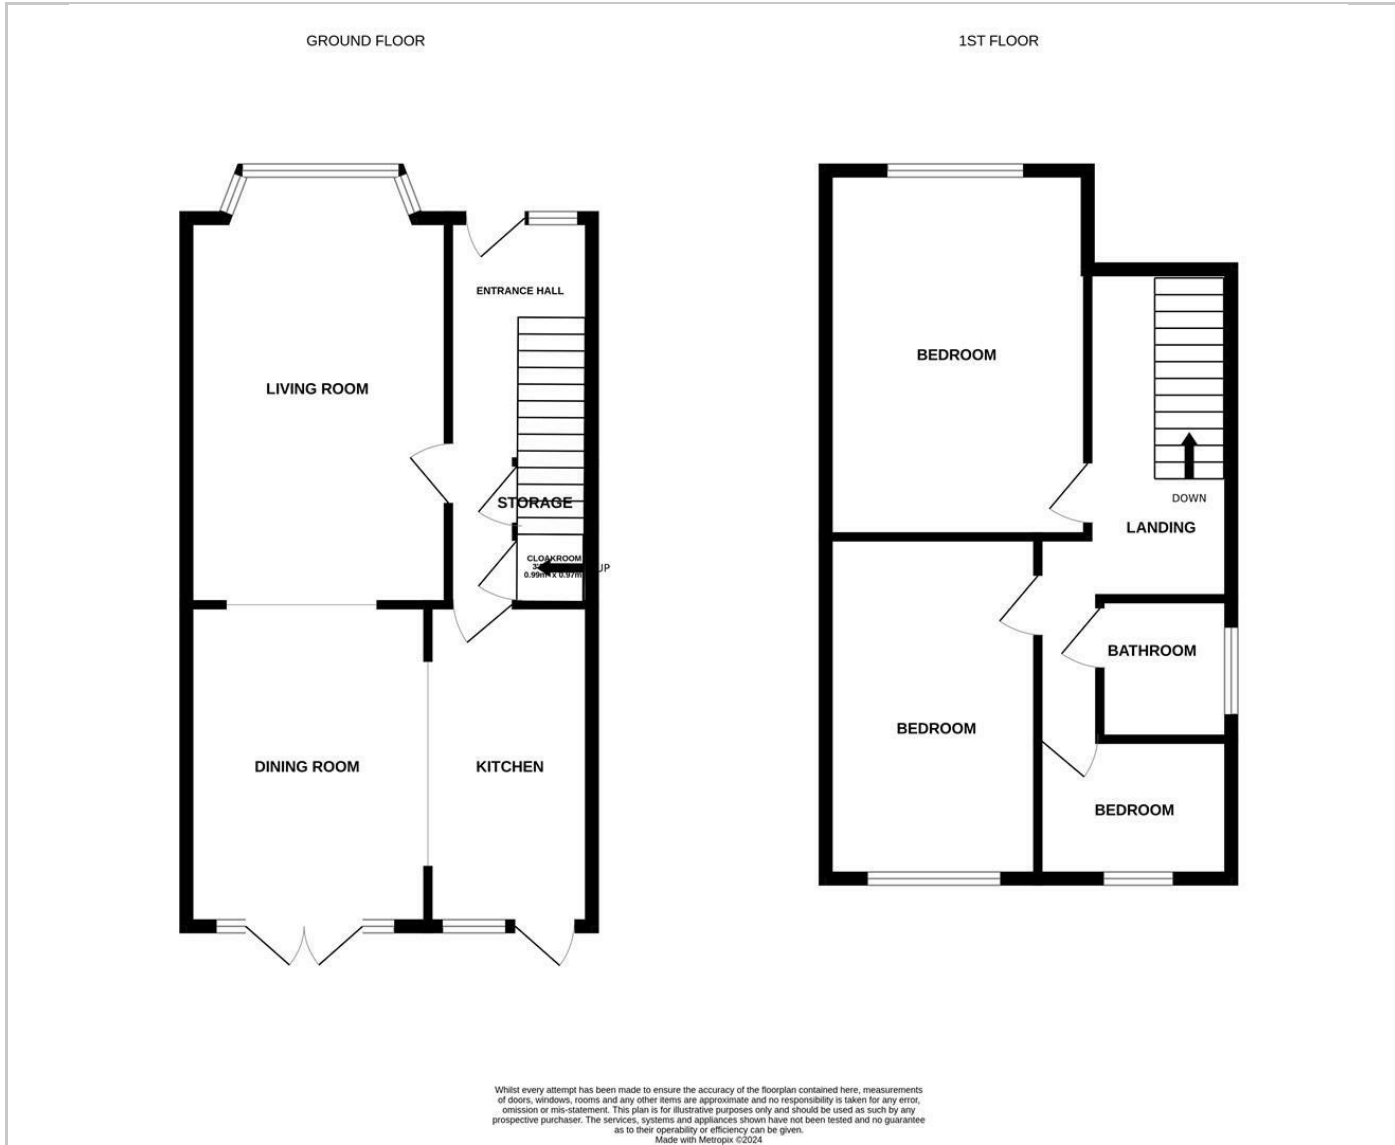 GROUND FLOOR
1ST FLOOR
ENTRANCE HALL
LIVING ROOM
STORAGE
CLOAKROOM
0.99m x 0.97m
UP
DINING ROOM
KITCHEN
BEDROOM
DOWN
LANDING
BATHROOM
BEDROOM
BEDROOM
Whilst every attempt has been made to ensure the accuracy of the floorplan contained here, measurements
of doors, windows, rooms and any other items are approximate and no responsibility is taken for any error,
omission or mis-statement. This plan is for illustrative purposes only and should be used as such by any
prospective purchaser. The services, systems and appliances shown have not been tested and no guarantee
as to their operability or efficiency can be given.
Made with Metropix ©2024